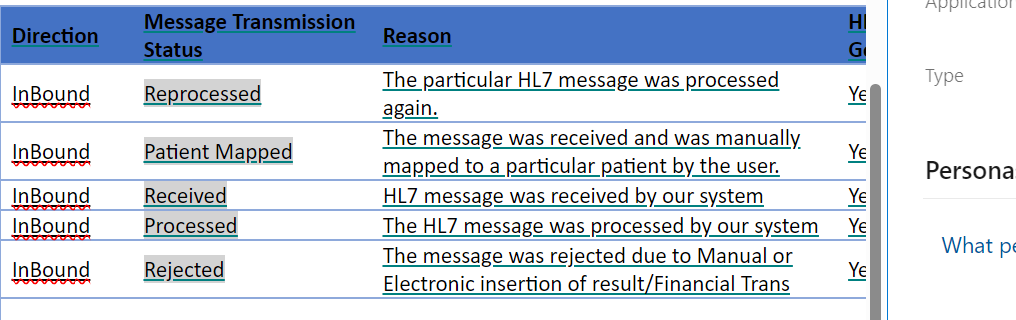 Direction
Message Transmission
Status
Reason
InBound
Reprocessed
The particular HL7 message was processed
again.
InBound
Patient Mapped
The message was received and was manually
mapped to a particular patient by the user.
InBound
Received
HL7 message was received by our system
InBound
Processed
The HL7 message was processed by our system
InBound
Rejected
The message was rejected due to Manual or
Electronic insertion of result/Financial Trans
Application
Type
What